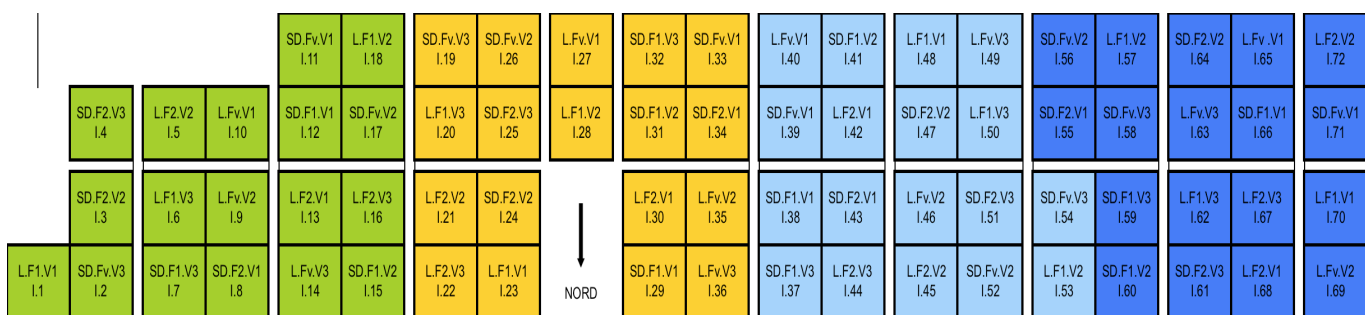 SD.Fv.V1 L.F1.V2 SD.Fv.V3 SD.Fv.V2 L.Fv.V1 SD.F1.V3 SD.Fv.V1 L.Fv.V1 SD.F1.V2 L.F1.V1 L.Fv.V3 SD.Fv.V2 L.F1.V2 SD.F2.V2 L.Fv .V1 L.F2.V2
I.11 I.18 I.19 I.26 I.27 I.32 I.33 I.40 I.41 I.48 I.49 I.56 I.57 I.64 I.65 I.72
SD.F2.V3 L.F2.V2 L.Fv.V1 SD.F1.V1 SD.Fv.V2 L.F1.V3 SD.F2.V3 L.F1.V2 SD.F1.V2 SD.F2.V1 SD.Fv.V1 L.F2.V1 SD.F2.V2 L.F1.V3 SD.F2.V1 SD.Fv.V3 L.Fv.V3 SD.F1.V1 SD.Fv.V1
I.4 I.5 I.10 I.12 I.17 I.20 I.25 I.28 I.31 I.34 I.39 I.42 I.47 I.50 I.55 I.58 I.63 I.66 I.71
SD.F2.V2 L.F1.V3 L.Fv.V2 L.F2.V1 L.F2.V3 L.F2.V2 SD.F2.V2 L.F2.V1 L.Fv.V2 SD.F1.V1 SD.F2.V1 L.Fv.V2 SD.F2.V3 SD.Fv.V3 SD.F1.V3 L.F1.V1 L.F2.V3 L.F1.V1
I.3 I.6 I.9 I.13 I.16 I.21 I.24 I.30 I.35 I.38 I.43 I.46 I.51 I.54 I.59 I.62 I.67 I.70
L.F1.V1 SD.Fv.V3 SD.F1.V3 SD.F2.V1 L.Fv.V3 SD.F1.V2 L.F2.V3 L.F1.V1 SD.F1.V1 L.Fv.V3 SD.F1.V3 L.F2.V3 L.F2.V2 SD.Fv.V2 L.F1.V2 SD.F1.V2 SD.F2.V3 L.F2.V1 L.Fv.V2
I.1 I.2 I.7 I.8 I.14 I.15 I.22 I.23 NORD I.29 I.36 I.37 I.44 I.45 I.52 I.53 I.60 I.61 I.68 I.69